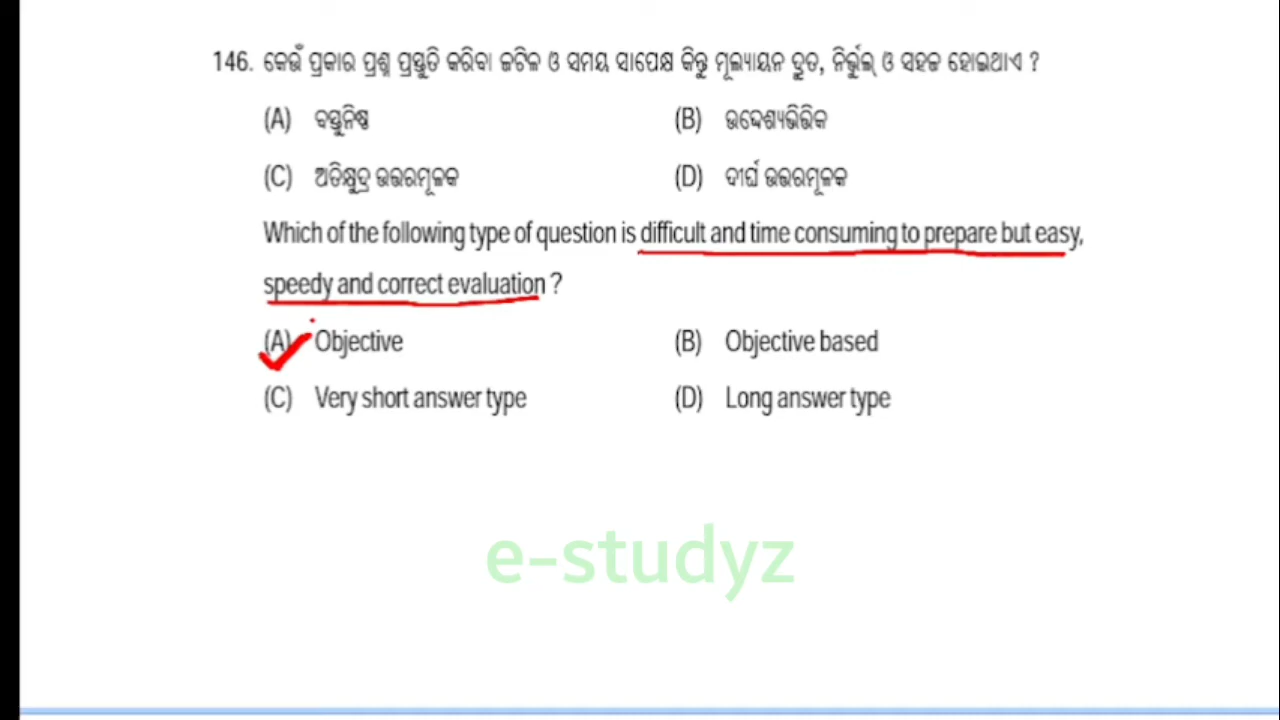 146. କେଉଁ ପ୍ରକାର ପ୍ରଶ୍ନ ପ୍ରସ୍ତୁତି କରିବା ଜଟିଳ ଓ ସମୟ ସାପେକ୍ଷ କିନ୍ତୁ ମୂଲ୍ୟାୟନ ଦ୍ରୁତ, ନିର୍ଭୁଲ୍ ଓ ସହଜ ହୋଇଥାଏ ?
(A) ବସ୍ତୁନିଷ୍ଠ (B) ଉଦ୍ଦେଶ୍ୟଭିତ୍ତିକ
(C) ଅତିକ୍ଷୁଦ୍ର ଉତ୍ତରମୂଳକ (D) ଦୀର୍ଘ ଉତ୍ତରମୂଳକ
Which of the following type of question is difficult and time consuming to prepare but easy,
speedy and correct evaluation ?
(A) Objective (B) Objective based
(C) Very short answer type (D) Long answer type
e-studyz